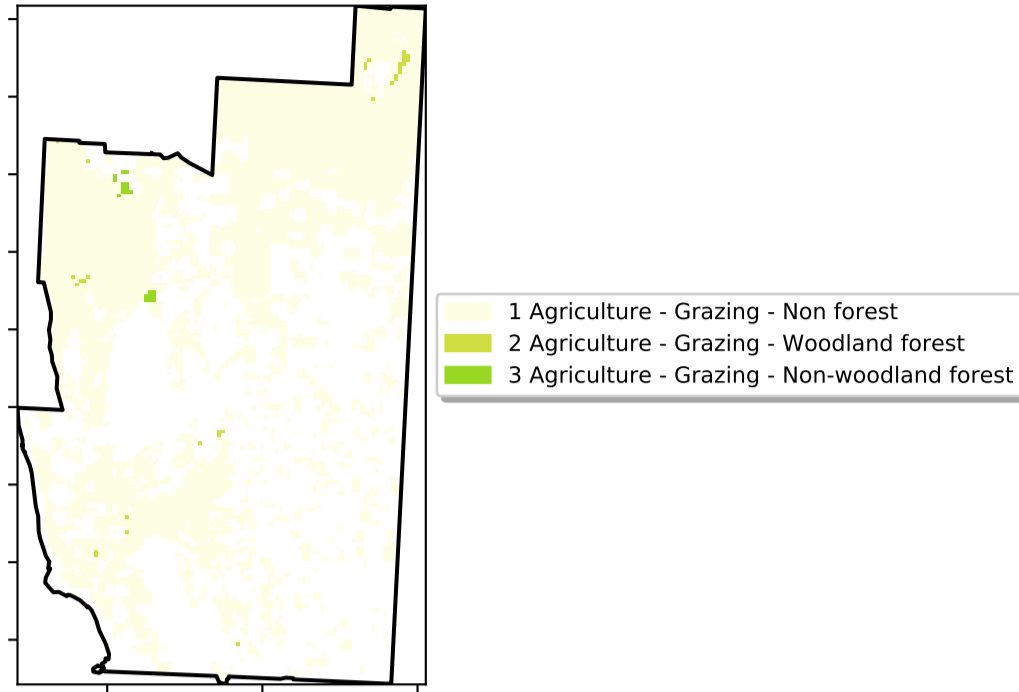 1 Agriculture - Grazing - Non forest
2 Agriculture - Grazing - Woodland forest
3 Agriculture - Grazing - Non-woodland forest